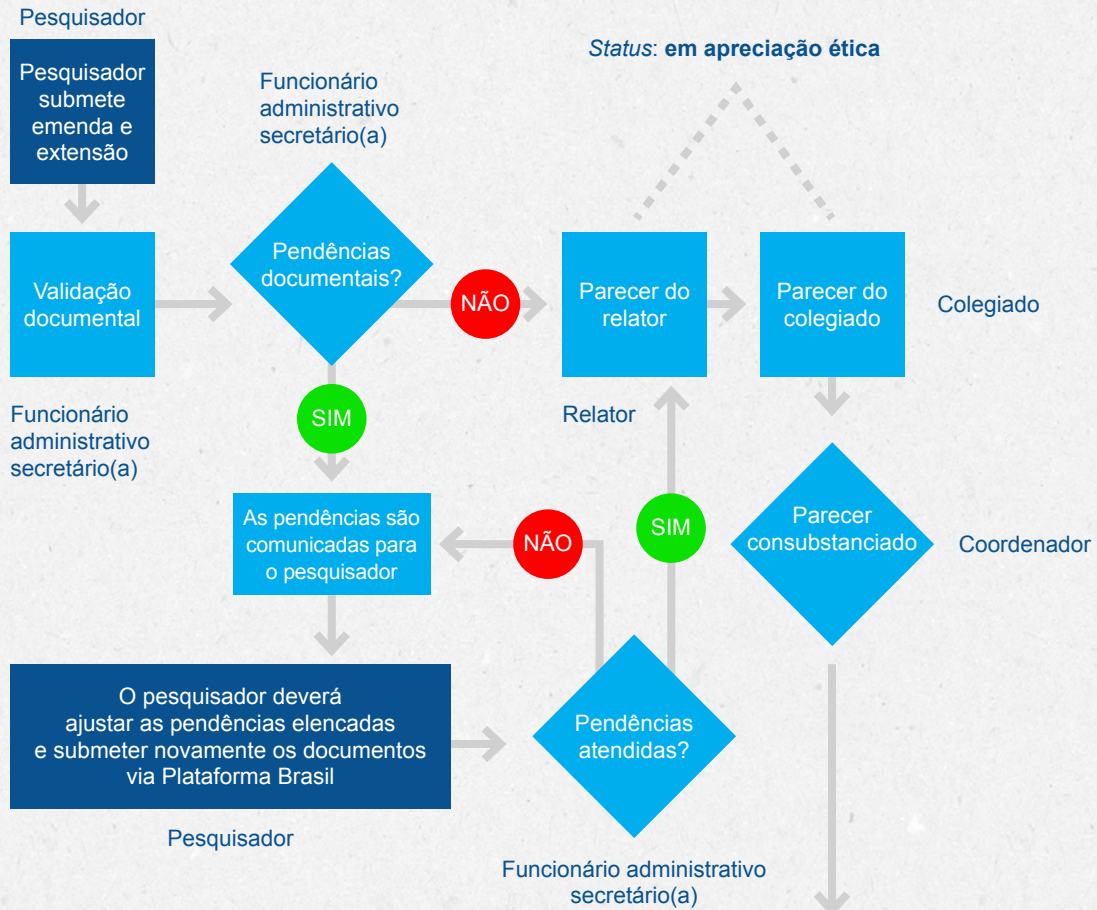 Pesquisador
Pesquisador
submete
emenda e
extensão
Funcionário
administrativo
secretário(a)
Status: em apreciação ética
Validação
documental
Pendências
documentais?
NÃO
Parecer do
relator
Parecer do
colegiado
Colegiado
Funcionário
administrativo
secretário(a)
SIM
Relator
As pendências são
comunicadas para
o pesquisador
NÃO
SIM
Parecer
consubstanciado
Coordenador
O pesquisador deverá
ajustar as pendências elencadas
e submeter novamente os documentos
via Plataforma Brasil
Pendências
atendidas?
Pesquisador
Funcionário administrativo
secretário(a)